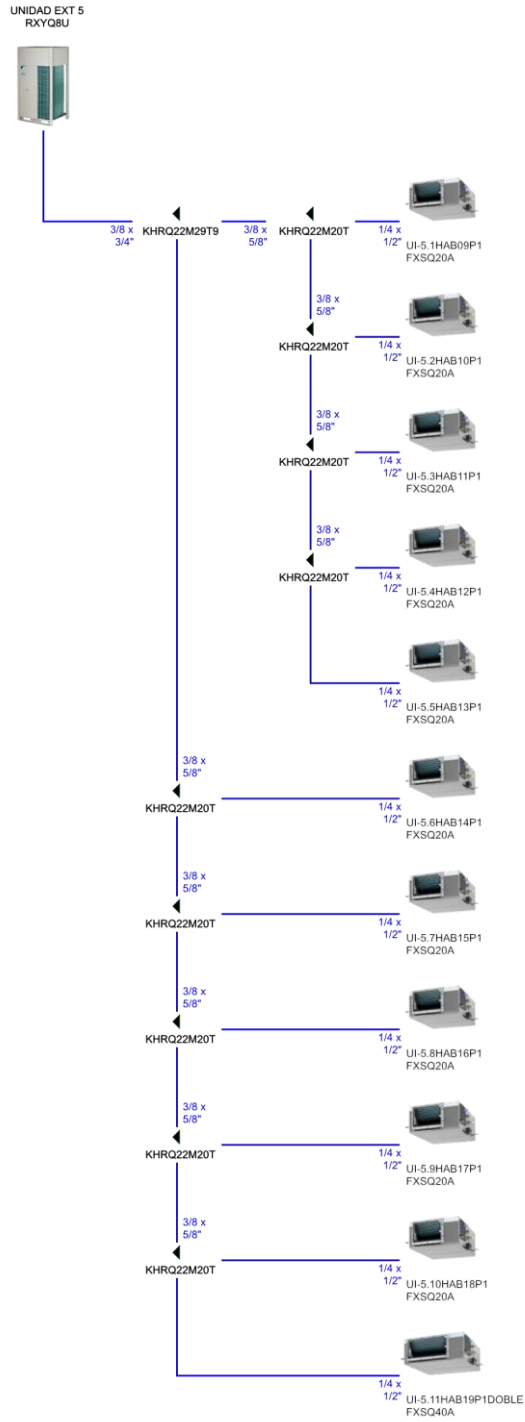 UNIDAD EXT 5
RXYQ8U
3/8 x
3/4"
KHRQ22M29T9
3/8 x
5/8"
KHRQ22M20T
1/4 x
1/2"
UI-5.1HAB09P1
FXSQ20A
3/8 x
5/8"
KHRQ22M20T
1/4 x
1/2"
UI-5.2HAB10P1
FXSQ20A
3/8 x
5/8"
KHRQ22M20T
1/4 x
1/2"
UI-5.3HAB11P1
FXSQ20A
3/8 x
5/8"
KHRQ22M20T
1/4 x
1/2"
UI-5.4HAB12P1
FXSQ20A
1/4 x
1/2"
UI-5.5HAB13P1
FXSQ20A
3/8 x
5/8"
KHRQ22M20T
1/4 x
1/2"
UI-5.6HAB14P1
FXSQ20A
3/8 x
5/8"
KHRQ22M20T
1/4 x
1/2"
UI-5.7HAB15P1
FXSQ20A
3/8 x
5/8"
KHRQ22M20T
1/4 x
1/2"
UI-5.8HAB16P1
FXSQ20A
3/8 x
5/8"
KHRQ22M20T
1/4 x
1/2"
UI-5.9HAB17P1
FXSQ20A
3/8 x
5/8"
KHRQ22M20T
1/4 x
1/2"
UI-5.10HAB18P1
FXSQ20A
1/4 x
1/2"
UI-5.11HAB19P1DOBLE
FXSQ40A